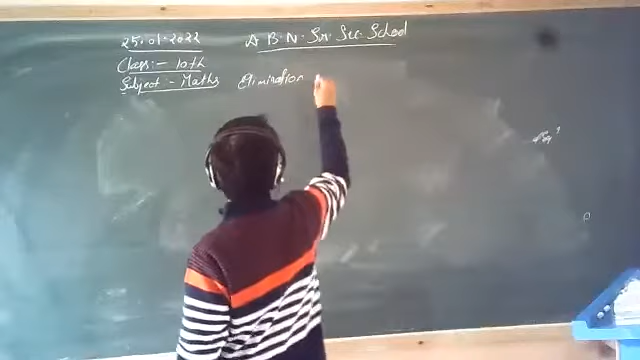 25.01.2022 A.B.N. Sr. Sec. School
Class:- 10th
Subject:- Maths Elimination